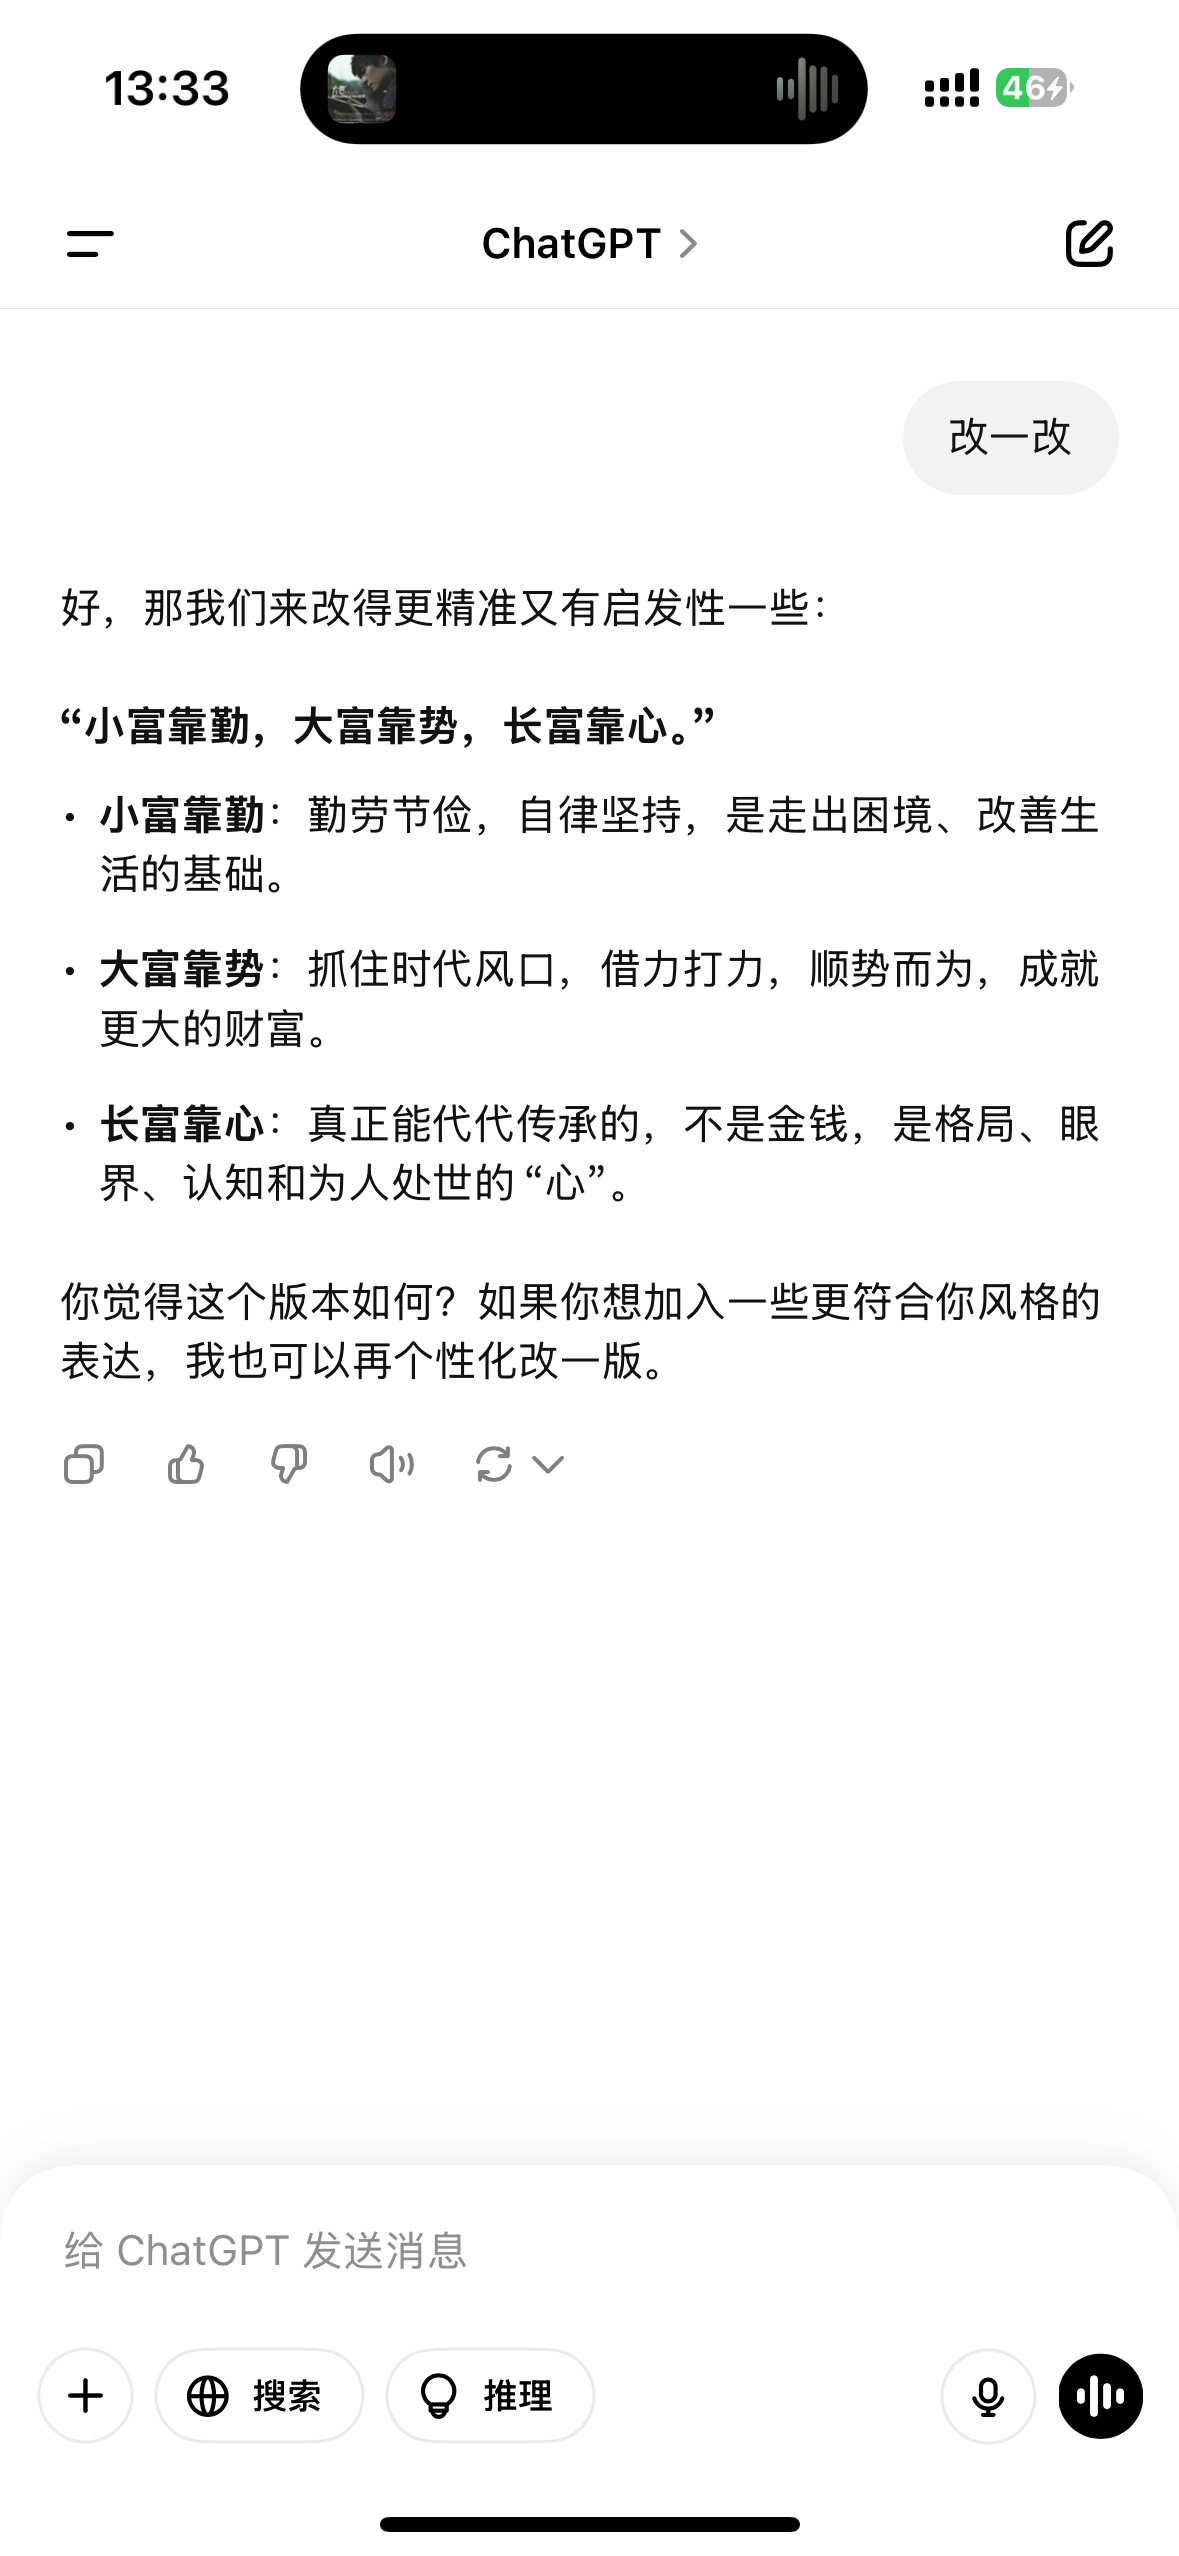 13:33
46
ChatGPT
改一改
好，那我们来改得更精准又有启发性一些：
“小富靠勤，大富靠势，长富靠心。”
• 小富靠勤：勤劳节俭，自律坚持，是走出困境、改善生
活的基础。
• 大富靠势：抓住时代风口，借力打力，顺势而为，成就
更大的财富。
• 长富靠心：真正能代代传承的，不是金钱，是格局、眼
界、认知和为人处世的“心”。
你觉得这个版本如何？如果你想加入一些更符合你风格的
表达，我也可以再个性化改一版。
给 ChatGPT 发送消息
搜索
推理